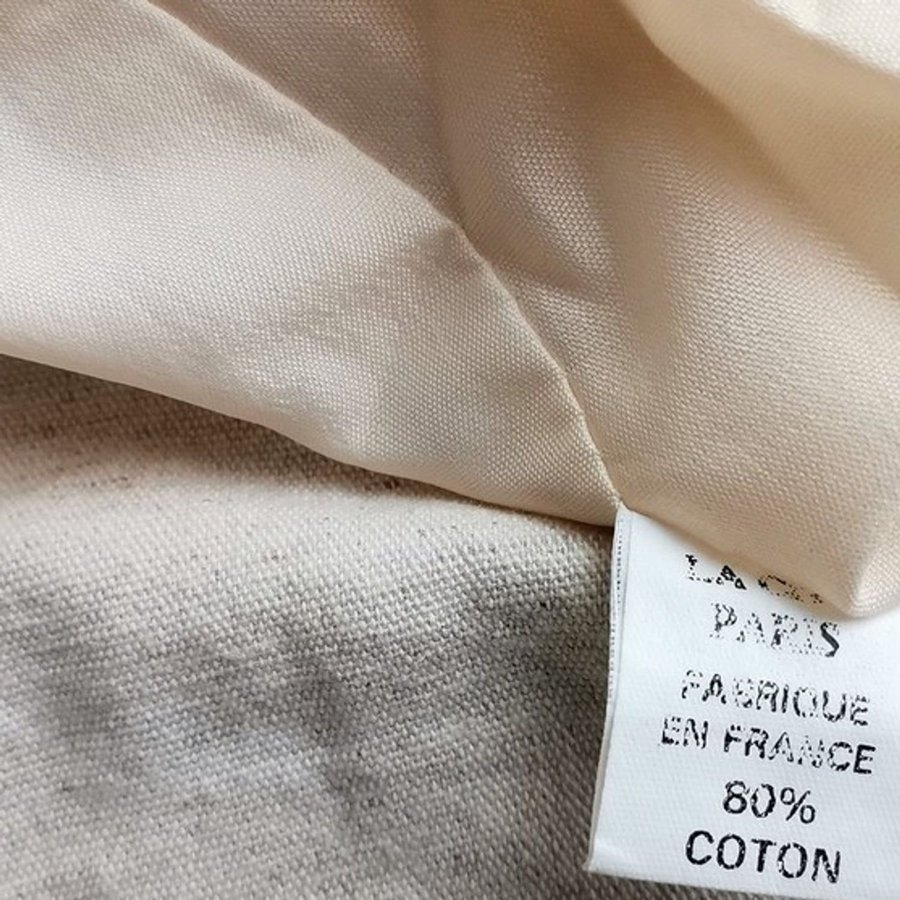 PARIS
FABRIQUE
EN FRANCE
80%
COTON